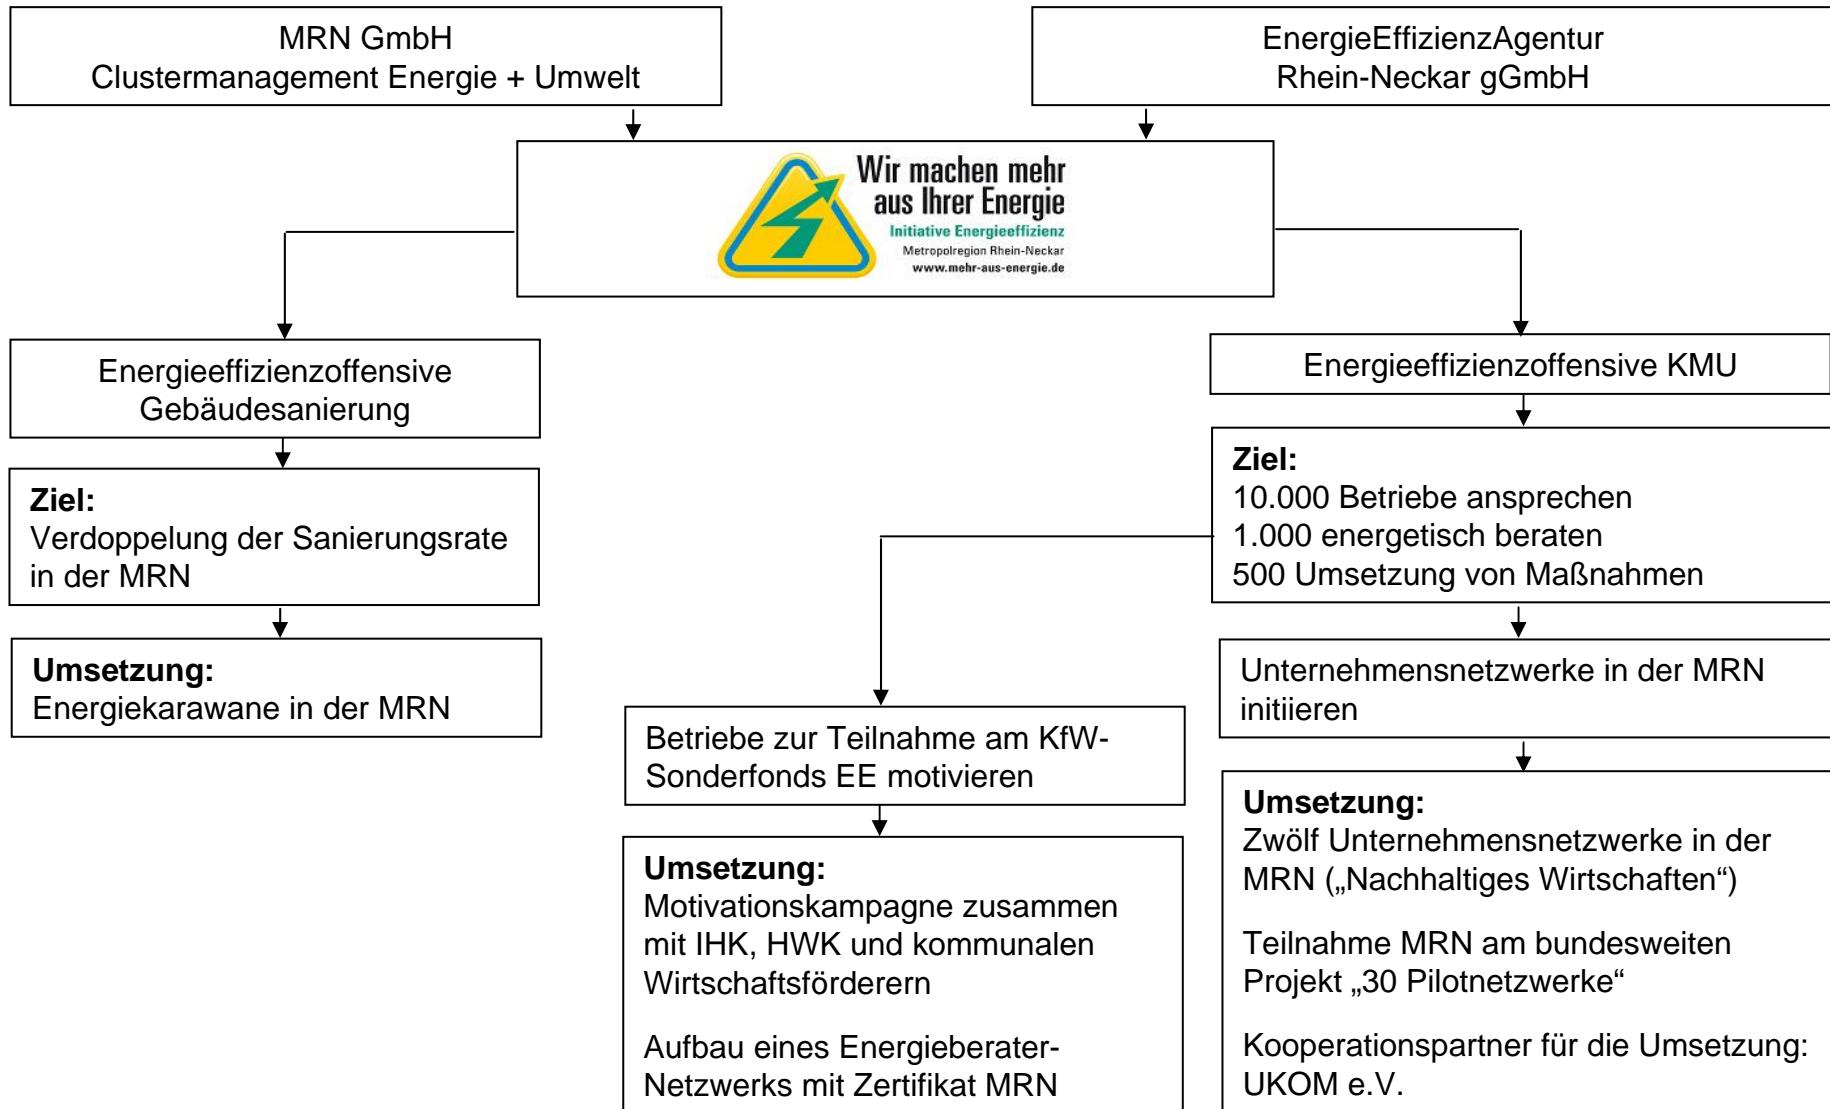 MRN GmbH
Clustermanagement Energie + Umwelt
EnergieEffizienzAgentur
Rhein-Neckar gGmbH
Wir machen mehr
aus Ihrer Energie
Initiative Energieeffizienz
Metropolregion Rhein-Neckar
www.mehr-aus-energie.de
Energieeffizienzoffensive
Gebäudesanierung
Ziel:
Verdoppelung der Sanierungsrate
in der MRN
Umsetzung:
Energiekarawane in der MRN
Energieeffizienzoffensive KMU
Ziel:
10.000 Betriebe ansprechen
1.000 energetisch beraten
500 Umsetzung von Maßnahmen
Betriebe zur Teilnahme am KfW-
Sonderfonds EE motivieren
Umsetzung:
Motivationskampagne zusammen
mit IHK, HWK und kommunalen
Wirtschaftsförderern
Aufbau eines Energieberater-
Netzwerks mit Zertifikat MRN
Unternehmensnetzwerke in der MRN
initiieren
Umsetzung:
Zwölf Unternehmensnetzwerke in der
MRN („Nachhaltiges Wirtschaften“)
Teilnahme MRN am bundesweiten
Projekt „30 Pilotnetzwerke“
Kooperationspartner für die Umsetzung:
UKOM e.V.